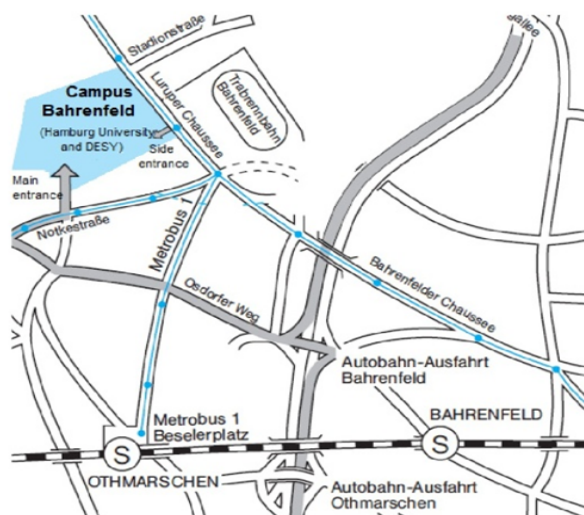 Stadionstraße
Campus
Bahrenfeld
(Hamburg University
and DESY)
Luruper Chaussee
Trabrennbahn
Bahrenfeld
Side
entrance
Main
entrance
Notkestraße
Metrobus 1
Osdorfer Weg
Bahrenfelder Chaussee
Autobahn-Ausfahrt
Bahrenfeld
Metrobus 1
Beselerplatz
BAHRENFELD
S
S
OTHMARSCHEN
Autobahn-Ausfahrt
Othmarschen